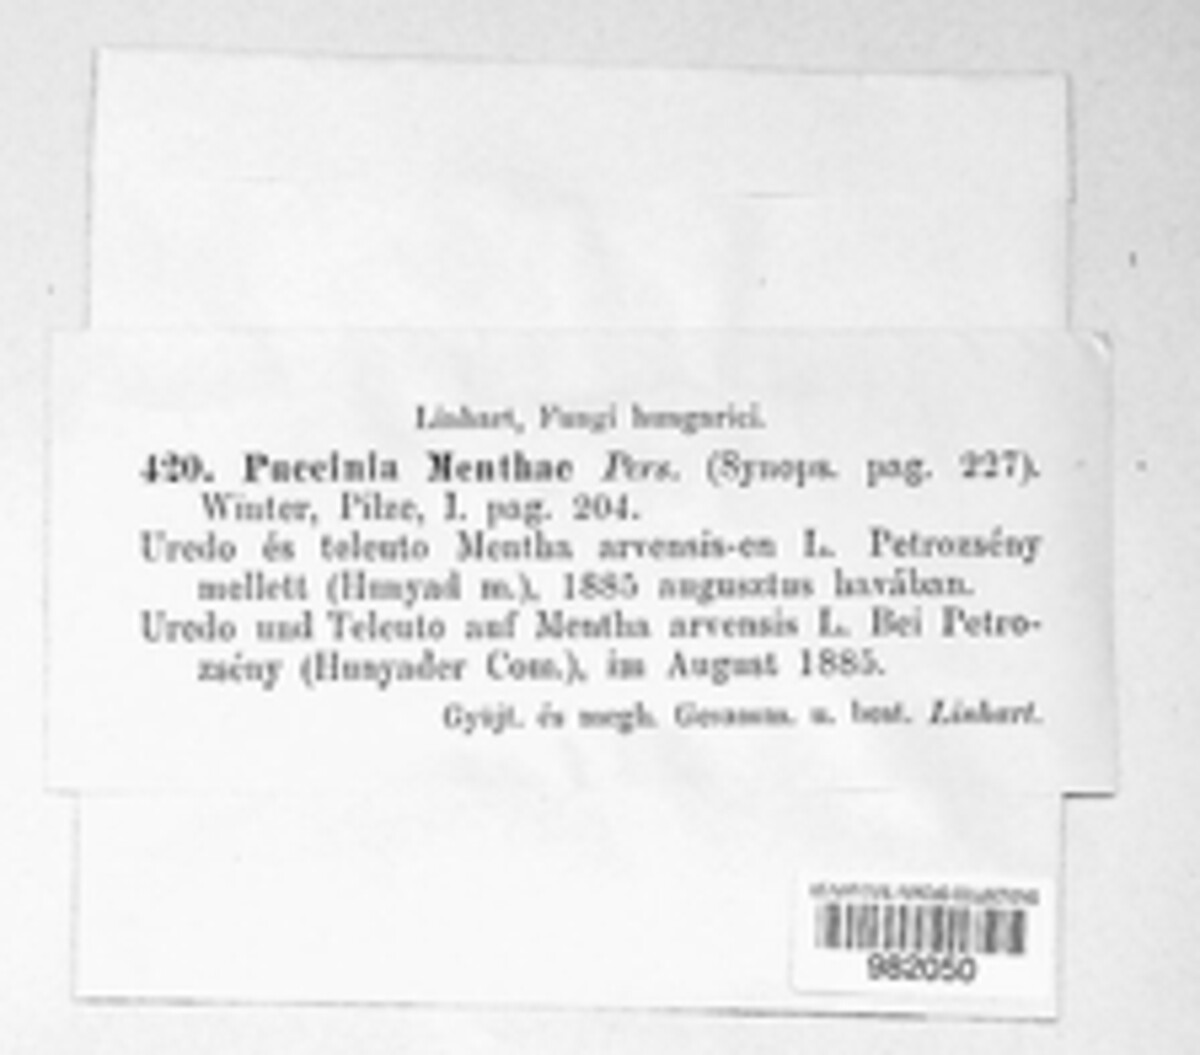 Linhart, Fungi hungarici.
420. Puccinia Menthae Pers. (Synops. pag. 227).
Winter, Pilze, I. pag. 204.
Uredo és teleuto Mentha arvensis-en L. Petrozsény
mellett (Hunyad m.), 1885 augusztus havában.
Uredo und Teleuto auf Mentha arvensis L. Bei Petro-
zsény (Hunyader Com.), im August 1885.
Gyüjt. és megh. Gesamm. u. best. Linhart.
982050